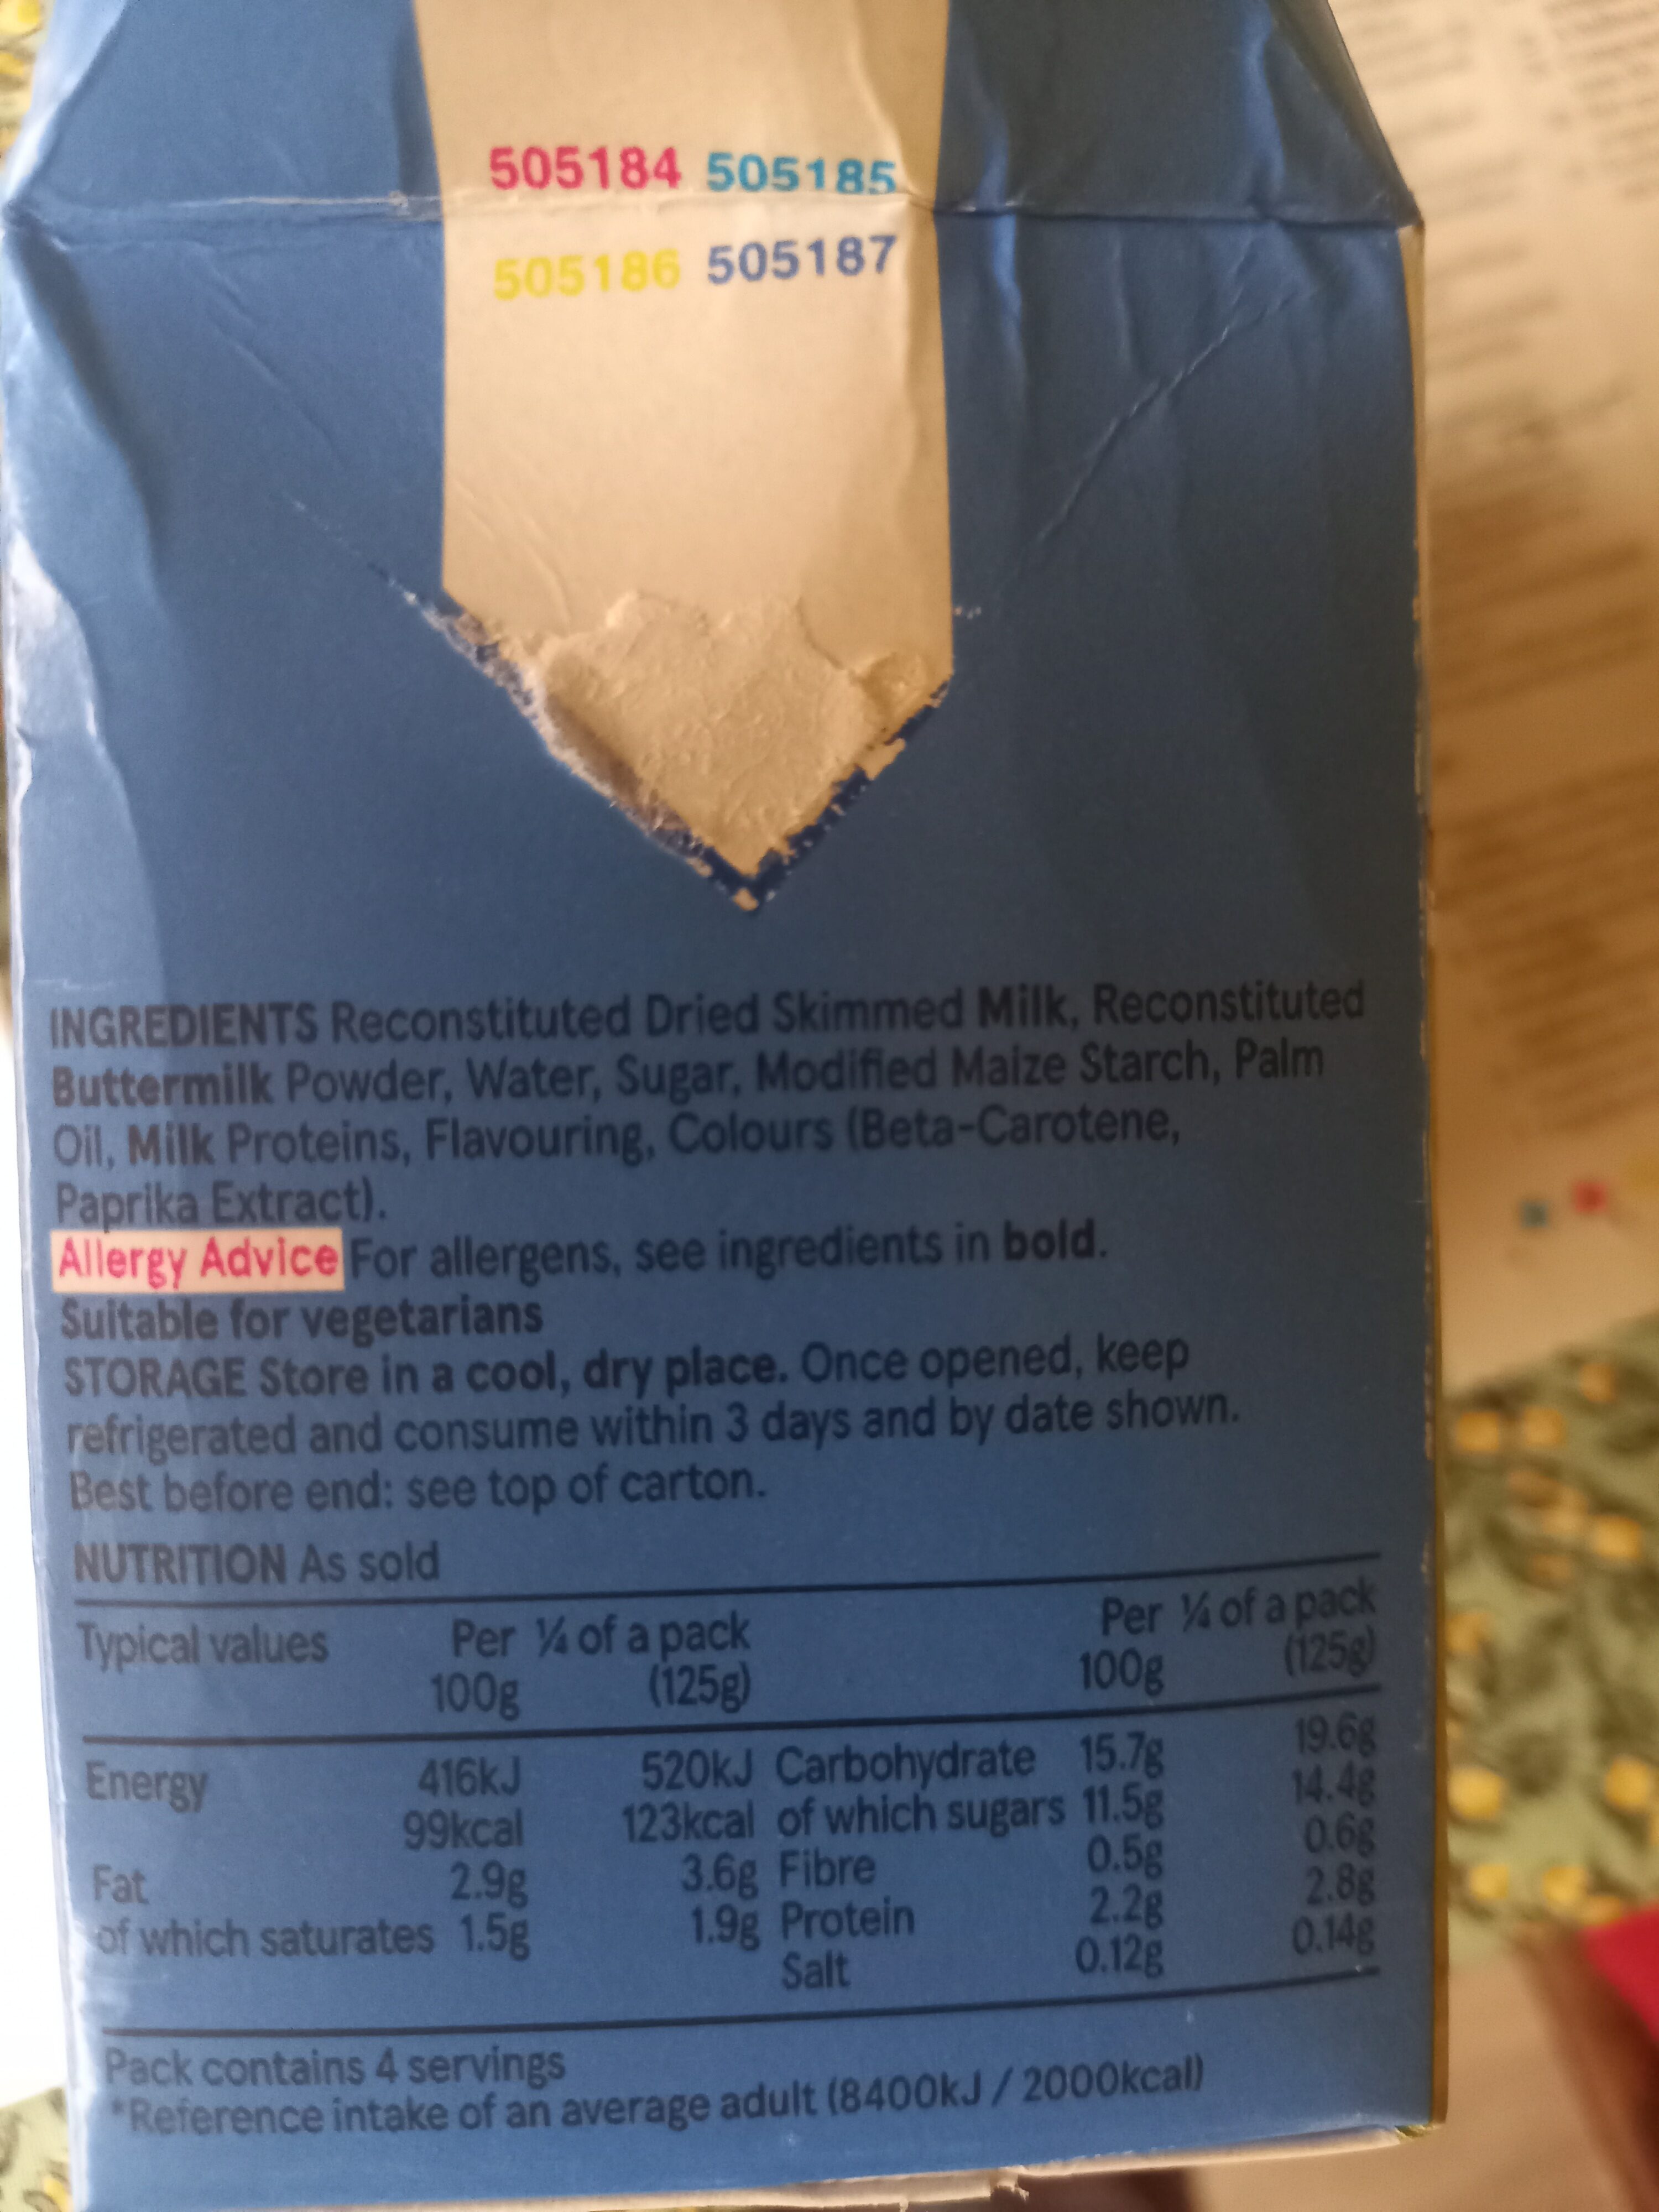 505184 505185
505186 505187
INGREDIENTS Reconstituted Dried Skimmed Milk, Reconstituted
Buttermilk Powder, Water, Sugar, Modified Maize Starch, Palm
Oil, Milk Proteins, Flavouring, Colours (Beta-Carotene,
Paprika Extract).
Allergy Advice For allergens, see ingredients in bold.
Suitable for vegetarians
STORAGE Store in a cool, dry place. Once opened, keep
refrigerated and consume within 3 days and by date shown.
Best before end: see top of carton.
NUTRITION As sold
Typical values Per ¼ of a pack Per ¼ of a pack
100g (125g) 100g (125g)
Energy 416kJ 520kJ Carbohydrate 15.7g 19.6g
99kcal 123kcal of which sugars 11.5g 14.4g
Fat 2.9g 3.6g Fibre 0.5g 0.6g
of which saturates 1.5g 1.9g Protein 2.2g 2.8g
Salt 0.12g 0.14g
Pack contains 4 servings
*Reference intake of an average adult (8400kJ / 2000kcal)